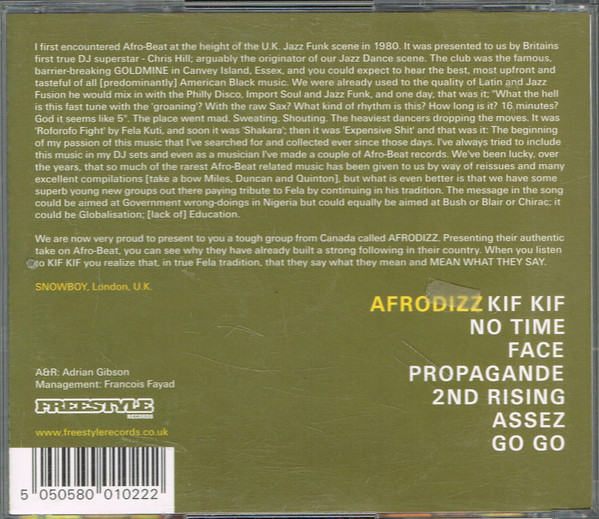 I first encountered Afro-Beat at the height of the U.K. Jazz Funk scene in 1980. It was presented to us by Britains
first true DJ superstar - Chris Hill; arguably the originator of our Jazz Dance scene. The club was the famous,
barrier-breaking GOLDMINE in Canvey Island, Essex, and you could expect to hear the best, most upfront and
tasteful of all [predominantly] American Black music. We were already used to the quality of Latin and Jazz
Fusion he would mix in with the Philly Disco, Import Soul and Jazz Funk, and one day, that was it; "What the hell
is this fast tune with the 'groaning'? With the raw Sax? What kind of rhythm is this? How long is it? 16 minutes?
God it seems like 5". The place went mad. Sweating. Shouting. The heaviest dancers dropping the moves. It was
'Roforofo Fight' by Fela Kuti, and soon it was 'Shakara'; then it was 'Expensive Shit' and that was it: The beginning
of my passion of this music that I've searched for and collected ever since those days. I've always tried to include
this music in my DJ sets and even as a musician I've made a couple of Afro-Beat records. We've been lucky, over
the years, that so much of the rarest Afro-Beat related music has been given to us by way of reissues and many
excellent compilations [take a bow Miles, Duncan and Quinton], but what is even better is that we have some
superb young new groups out there paying tribute to Fela by continuing in his tradition. The message in the song
could be aimed at Government wrong-doings in Nigeria but could equally be aimed at Bush or Blair or Chirac; it
could be Globalisation; [lack of] Education.
We are now very proud to present to you a tough group from Canada called AFRODIZZ. Presenting their authentic
take on Afro-Beat, you can see why they have already built a strong following in their country. When you listen
to KIF KIF you realize that, in true Fela tradition, that they say what they mean and MEAN WHAT THEY SAY.
SNOWBOY, London, U.K.
AFRODIZZ KIF KIF
NO TIME
FACE
PROPAGANDE
2ND RISING
ASSEZ
GO GO
A&R: Adrian Gibson
Management: Francois Fayad
FREESTYLE
RECORDS
www.freestylerecords.co.uk
5 050580 010222